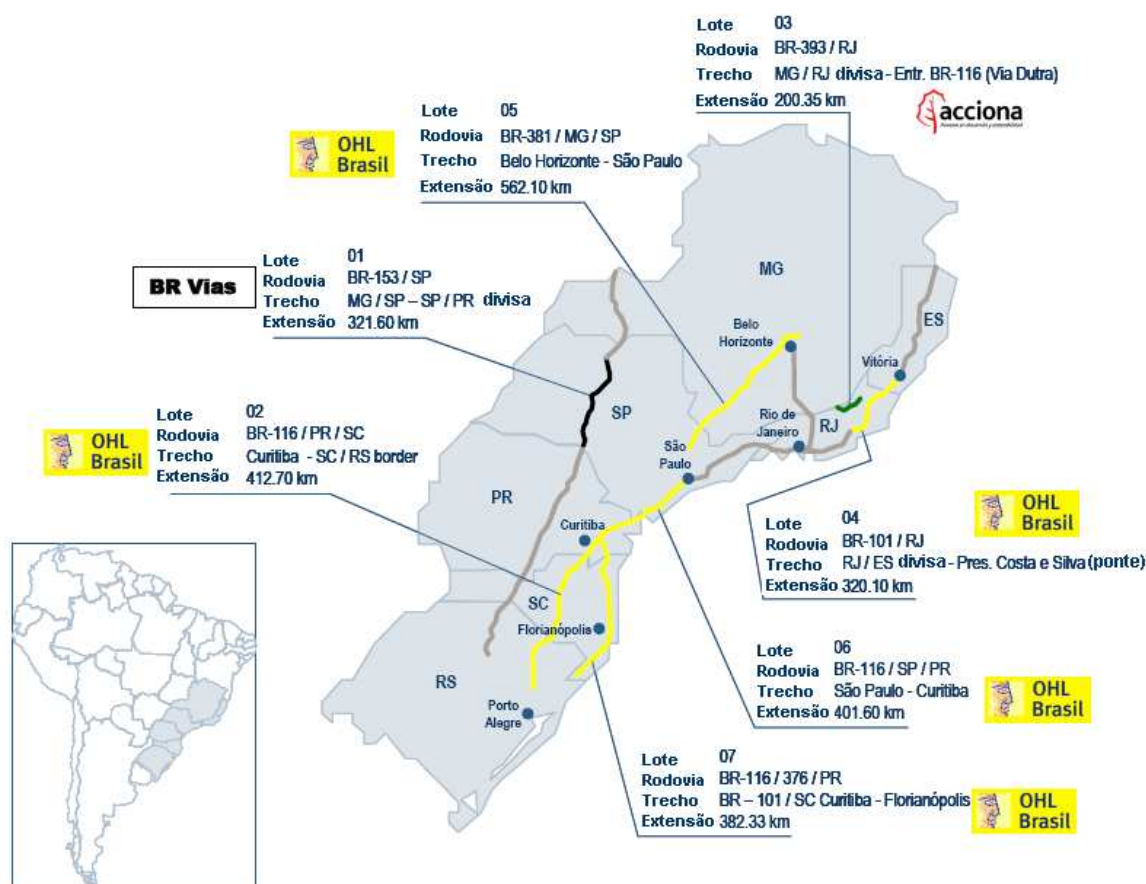 Lote 03
Rodovia BR-393 / RJ
Trecho MG / RJ divisa - Entr. BR-116 (Via Dutra)
Extensão 200.35 km
acciona
Lote 05
Rodovia BR-381 / MG / SP
Trecho Belo Horizonte - São Paulo
Extensão 562.10 km
OHL
Brasil
Lote 01
Rodovia BR-153 / SP
Trecho MG / SP – SP / PR divisa
Extensão 321.60 km
BR Vias
Lote 02
Rodovia BR-116 / PR / SC
Trecho Curitiba - SC / RS border
Extensão 412.70 km
OHL
Brasil
MG
ES
Belo
Horizonte
Vitória
SP
RJ
Rio de
Janeiro
São
Paulo
PR
Curitiba
SC
Florianópolis
RS
Porto
Alegre
Lote 04
Rodovia BR-101 / RJ
Trecho RJ / ES divisa - Pres. Costa e Silva (ponte)
Extensão 320.10 km
OHL
Brasil
Lote 06
Rodovia BR-116 / SP / PR
Trecho São Paulo - Curitiba
Extensão 401.60 km
OHL
Brasil
Lote 07
Rodovia BR-116 / 376 / PR
Trecho BR – 101 / SC Curitiba - Florianópolis
Extensão 382.33 km
OHL
Brasil